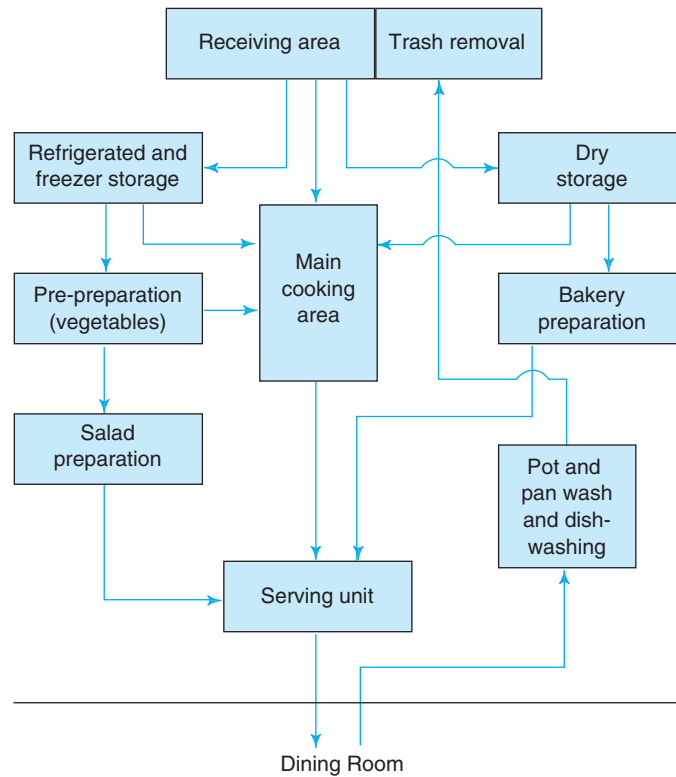 Receiving area
Trash removal
Refrigerated and
freezer storage
Dry
storage
Main
cooking
area
Pre-preparation
(vegetables)
Bakery
preparation
Salad
preparation
Pot and
pan wash
and dish-
washing
Serving unit
Dining Room